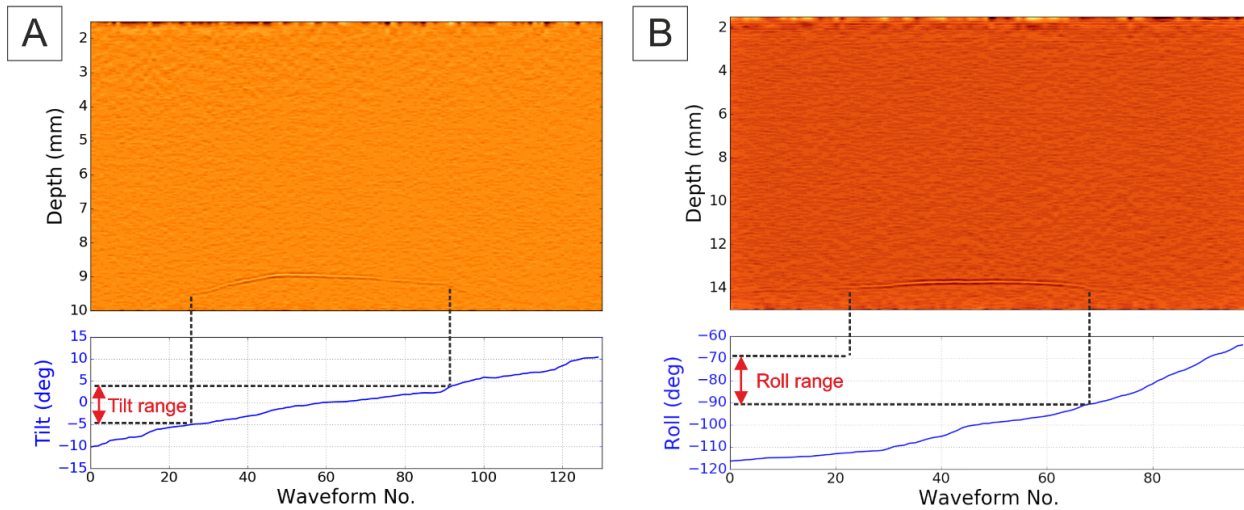 A
Depth (mm)
2
3
4
5
6
7
8
9
10
Tilt (deg)
15
10
5
0
−5
−10
−15
Tilt range
0 20 40 60 80 100 120
Waveform No.
B
Depth (mm)
2
4
6
8
10
12
14
Roll (deg)
−60
−70
−80
−90
−100
−110
−120
Roll range
0 20 40 60 80
Waveform No.